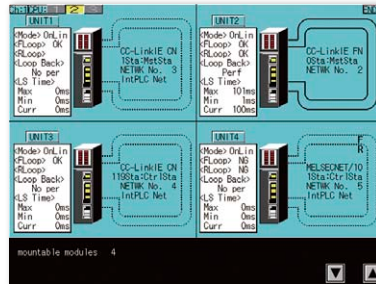 UNIT1
<Mode> OnLin
<FLoop> OK
<RLoop> OK
<Loop Back>
No per
<LS Time>
Max 0ms
Min 0ms
Curr 0ms
CC-LinkIE CN
1Sta:MstSta
NETWK No. 3
IntPLC Net
UNIT2
<Mode> OnLin
<FLoop> OK
<RLoop> OK
<Loop Back>
Perf
<LS Time>
Max 101ms
Min 1ms
Curr 100ms
CC-LinkIE FN
0Sta:MstSta
NETWK No. 2
END
UNIT3
<Mode> OnLin
<FLoop> OK
<RLoop>
<Loop Back>
No per
<LS Time>
Max 0ms
Min 0ms
Curr 0ms
CC-LinkIE CN
119Sta:CtrlSta
NETWK No. 4
IntPLC Net
UNIT4
<Mode> OnLin
<FLoop> NG
<RLoop> NG
<Loop Back>
No per
<LS Time>
Max 0ms
Min 0ms
Curr 0ms
F
R
MELSECNET/10
1Sta:CtrlSta
NETWK No. 5
IntPLC Net
mountable modules 4